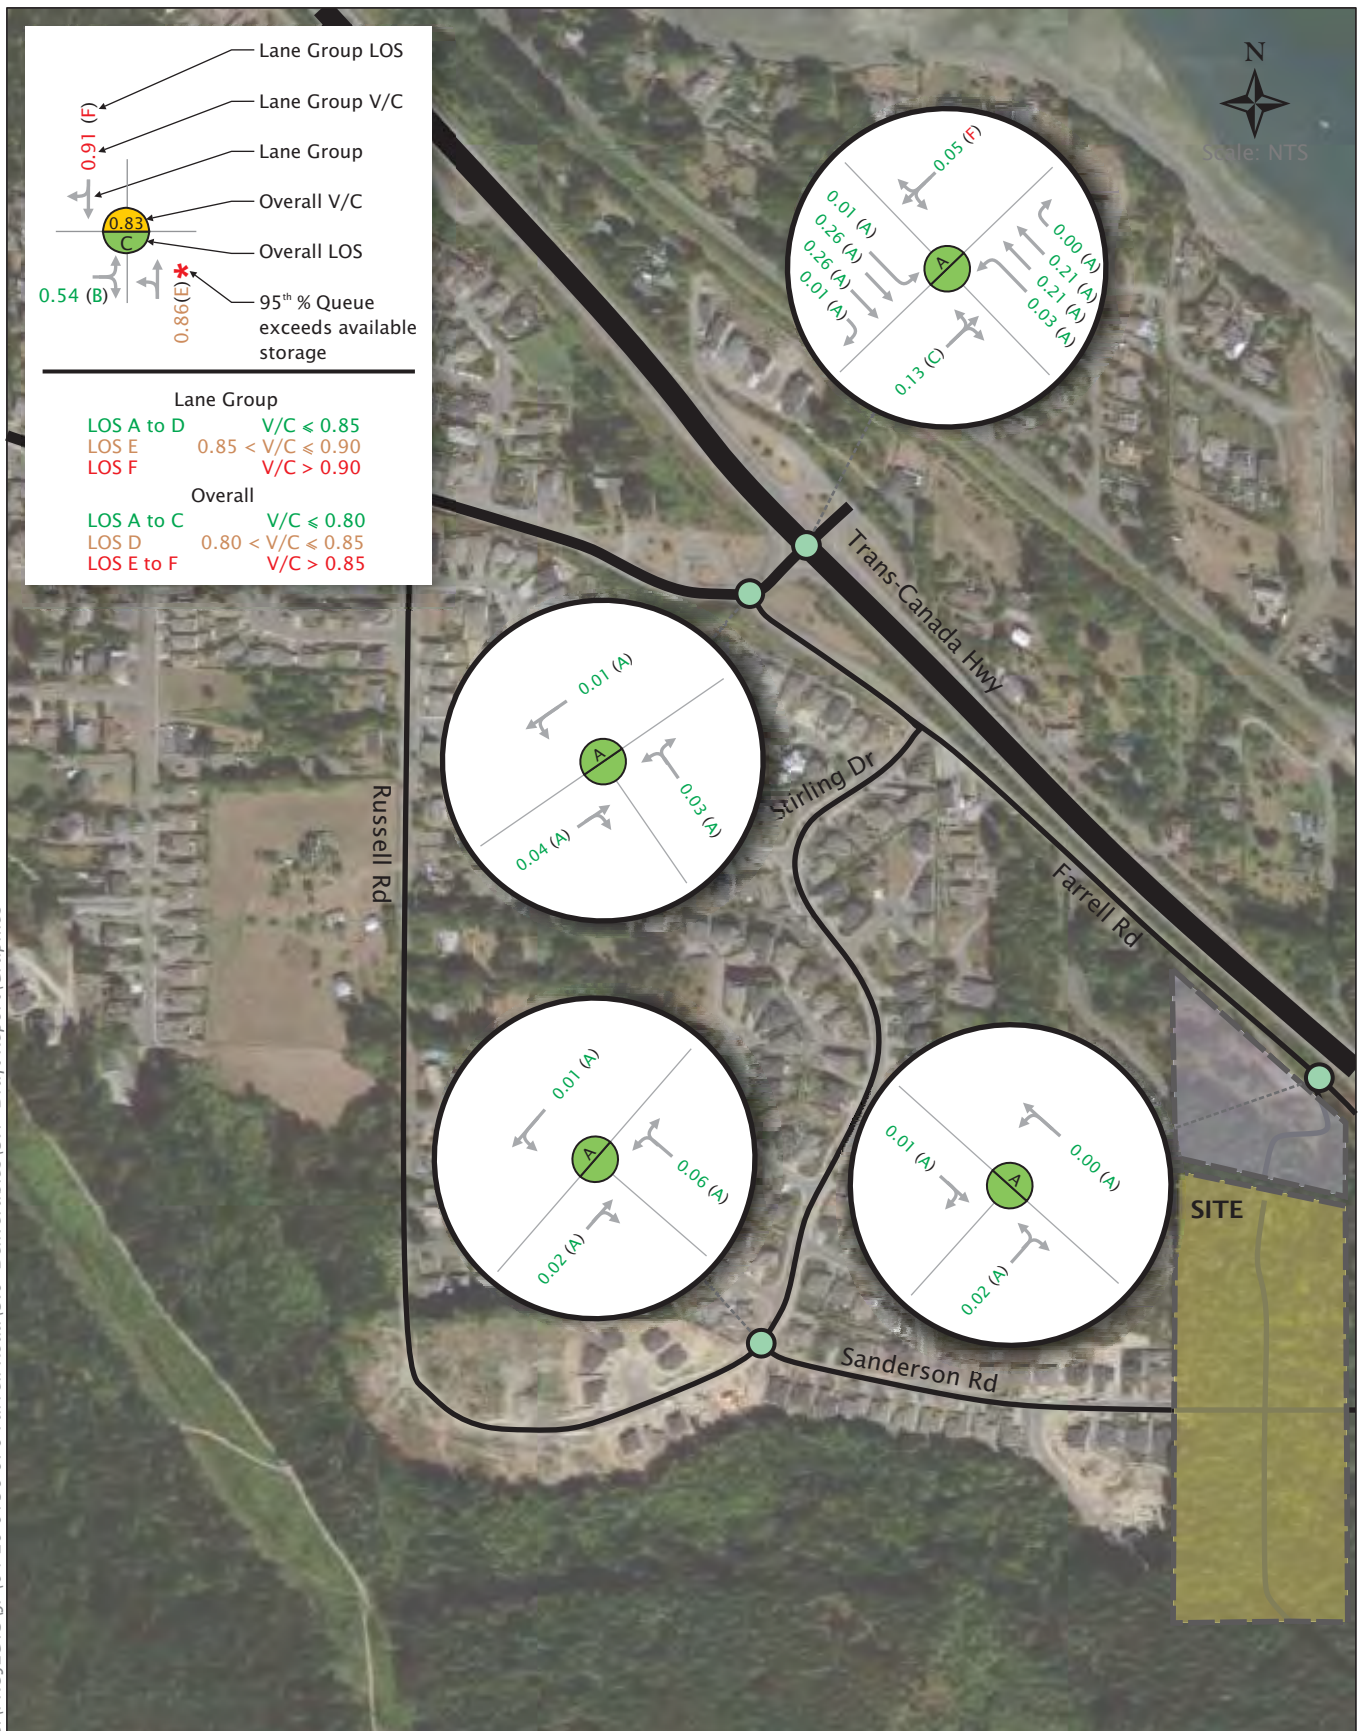 Lane Group LOS
Lane Group V/C
Lane Group
Overall V/C
Overall LOS
95th % Queue
exceeds available
storage
0.91 (F)
0.83
C
0.54 (B)
0.86(E)*
Lane Group
LOS A to D V/C ⩽ 0.85
LOS E 0.85 < V/C ⩽ 0.90
LOS F V/C > 0.90
Overall
LOS A to C V/C ⩽ 0.80
LOS D 0.80 < V/C ⩽ 0.85
LOS E to F V/C > 0.85
N
Scale: NTS
0.05 (F)
0.01 (A)
0.26 (A)
0.26 (A)
0.01 (A)
A
0.00 (A)
0.21 (A)
0.21 (A)
0.03 (A)
0.13 (C)
Trans-Canada Hwy
0.01 (A)
A
0.03 (A)
0.04 (A)
Stirling Dr
Russell Rd
Farrell Rd
0.01 (A)
A
0.06 (A)
0.02 (A)
0.01 (A)
0.00 (A)
A
0.02 (A)
SITE
Sanderson Rd